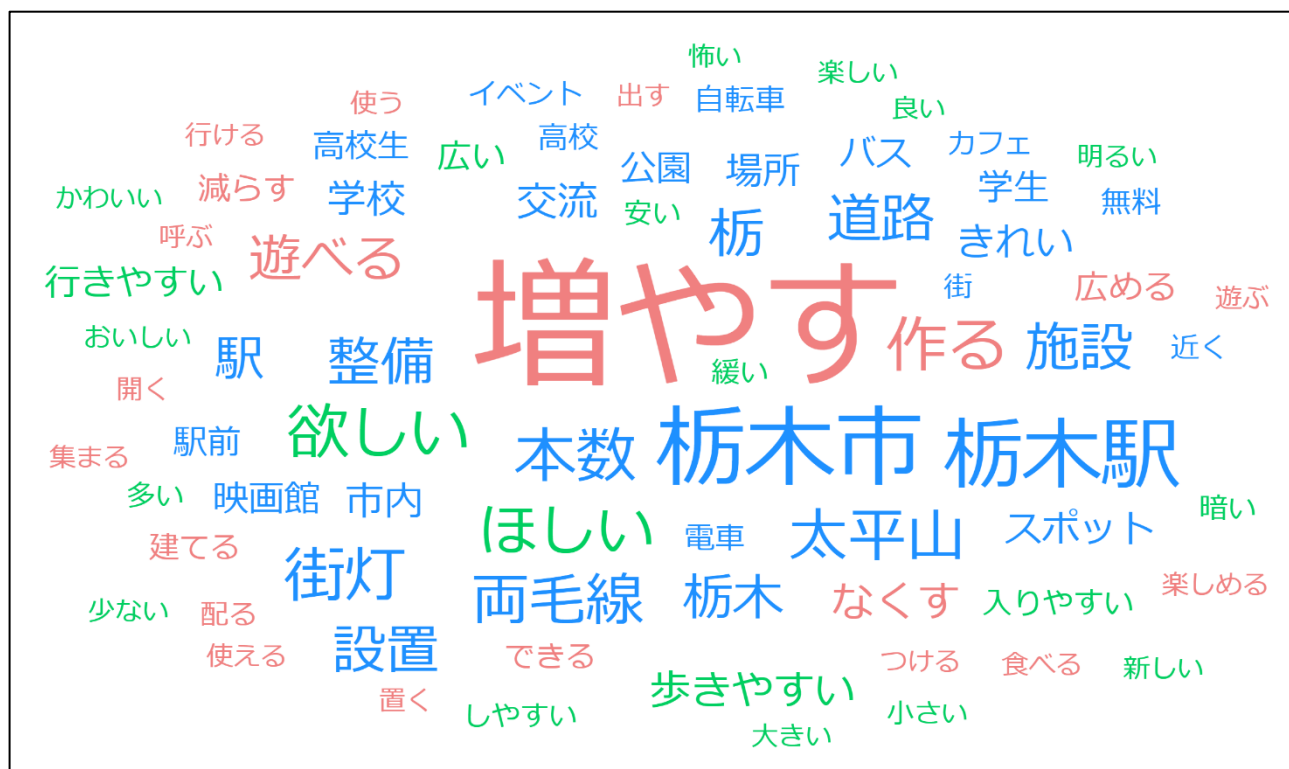 怖い
楽しい
使う
イベント
出す
自転車
良い
行ける
高校生
広い
高校
公園
場所
バス
カフェ
明るい
かわいい
減らす
学校
交流
安い
栃
道路
学生
無料
呼ぶ
遊べる
きれい
行きやすい
増やす
街
広める
遊ぶ
おいしい
駅
整備
緩い
作る
施設
近く
開く
欲しい
本数
栃木市
栃木駅
駅前
集まる
多い
映画館
市内
ほしい
電車
太平山
スポット
暗い
建てる
街灯
両毛線
栃木
なくす
入りやすい
楽しめる
少ない
配る
使える
設置
できる
歩きやすい
つける
食べる
新しい
置く
しやすい
大きい
小さい